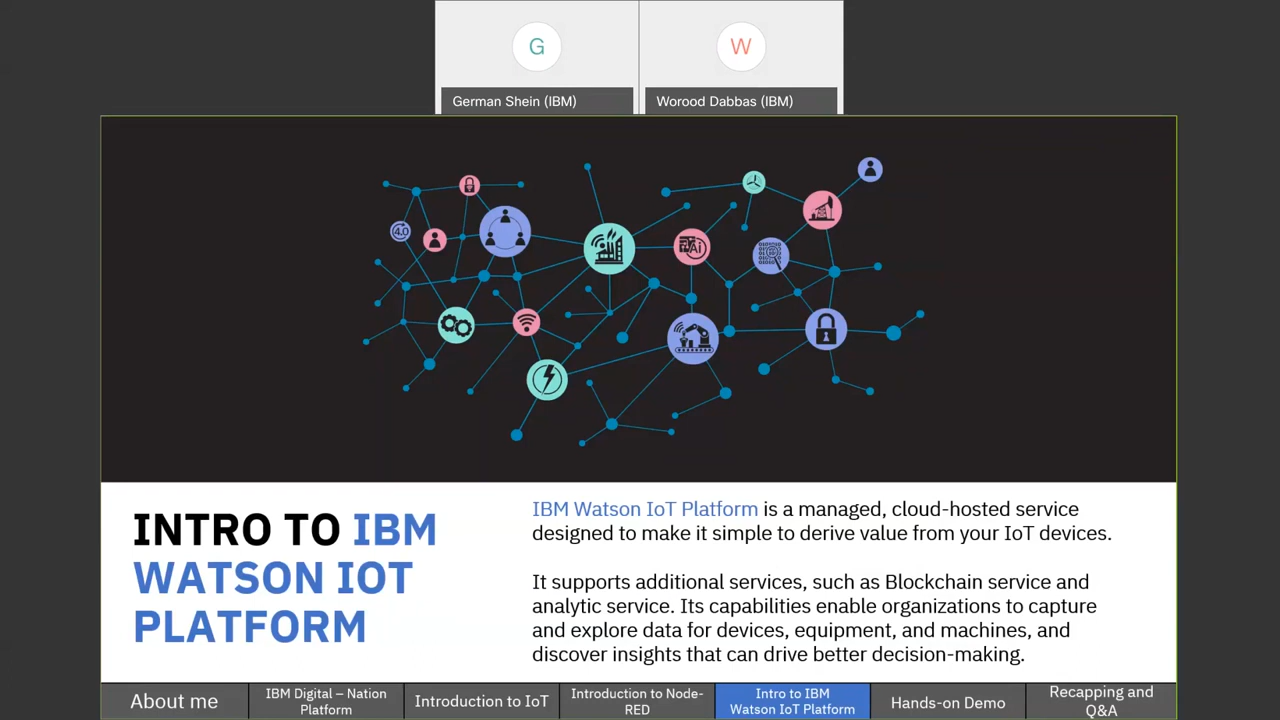 G
W
German Shein (IBM)
Worood Dabbas (IBM)
4.0
Ai
INTRO TO IBM
WATSON IOT
PLATFORM
IBM Watson IoT Platform is a managed, cloud-hosted service
designed to make it simple to derive value from your IoT devices.
It supports additional services, such as Blockchain service and
analytic service. Its capabilities enable organizations to capture
and explore data for devices, equipment, and machines, and
discover insights that can drive better decision-making.
About me
IBM Digital – Nation
Platform
Introduction to IoT
Introduction to Node-
RED
Intro to IBM
Watson IoT Platform
Hands-on Demo
Recapping and
Q&A